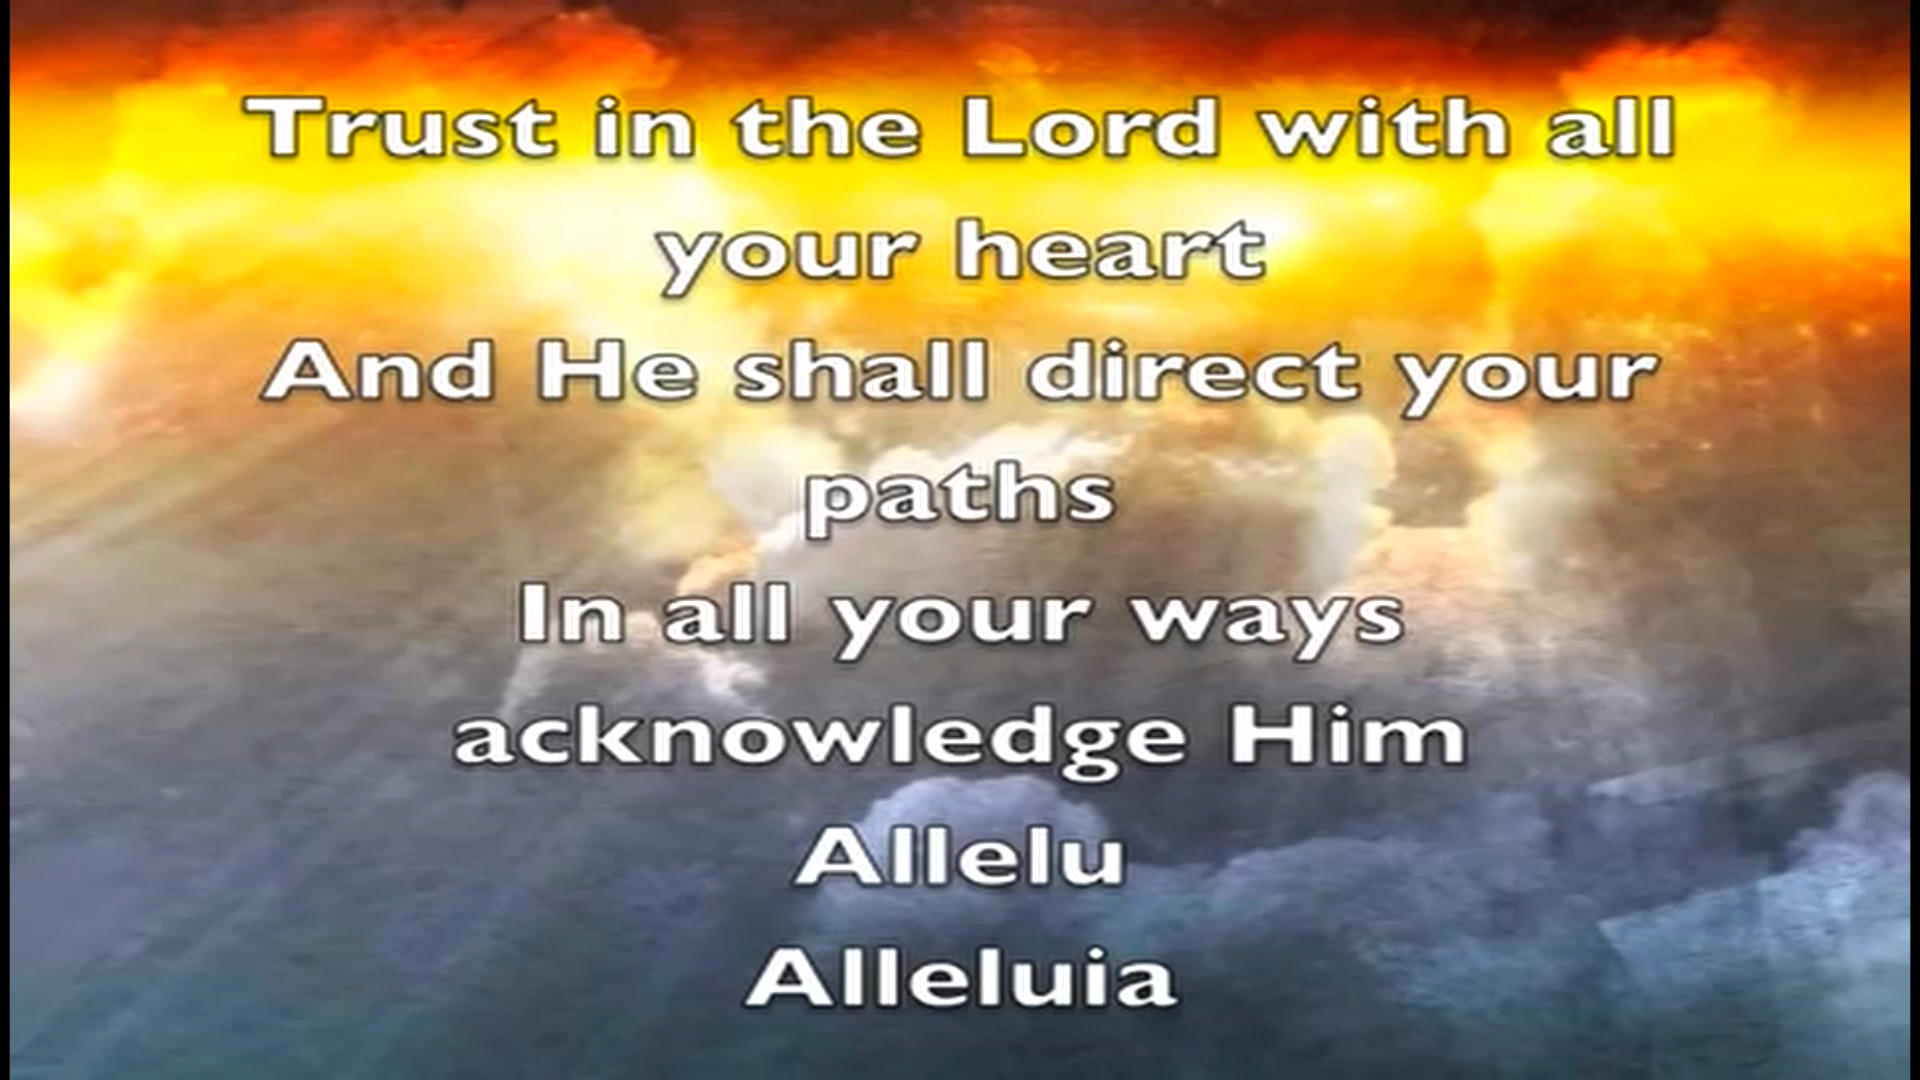 Trust in the Lord with all
your heart
And He shall direct your
paths
In all your ways
acknowledge Him
Allelu
Alleluia